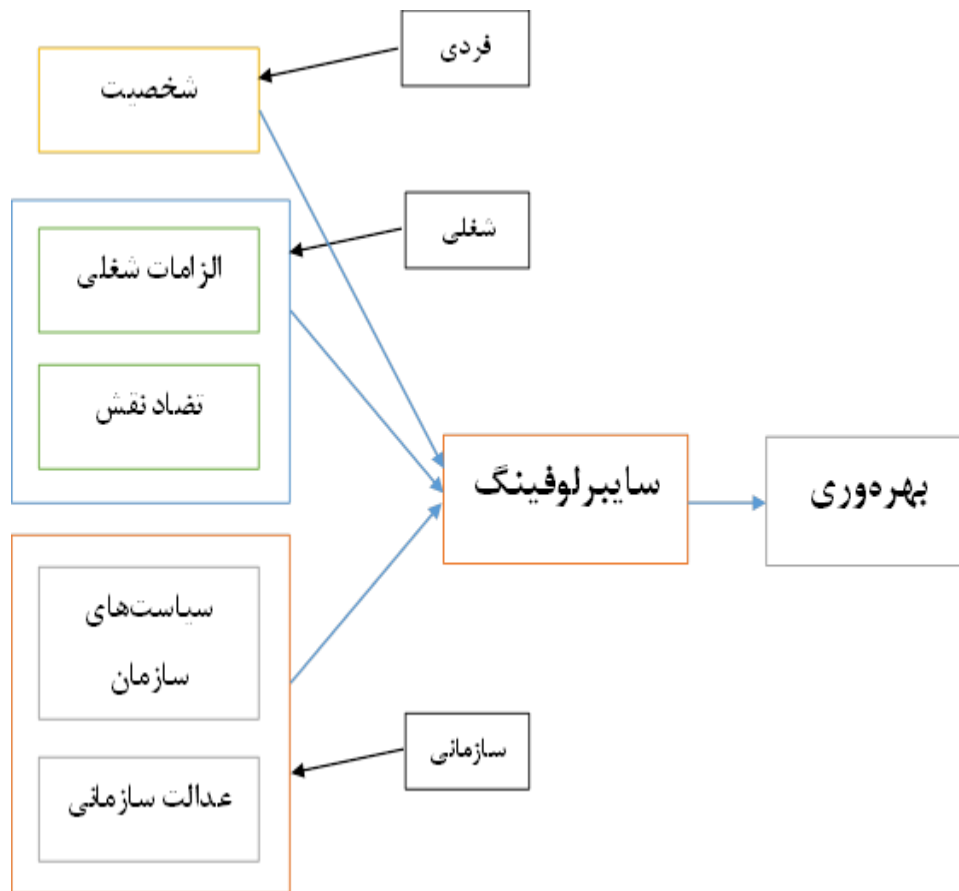 فردی
شخصیت
شغلی
الزامات شغلی
تضاد نقش
سایبرلوفینگ
بهره‌وری
سیاست‌های
سازمان
سازمانی
عدالت سازمانی